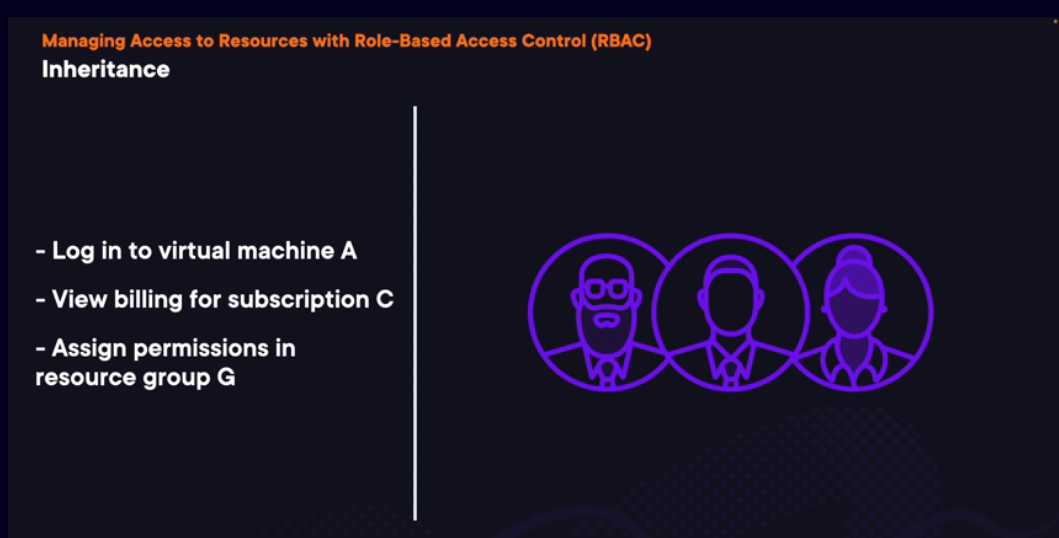 Managing Access to Resources with Role-Based Access Control (RBAC)
Inheritance
- Log in to virtual machine A
- View billing for subscription C
- Assign permissions in
resource group G